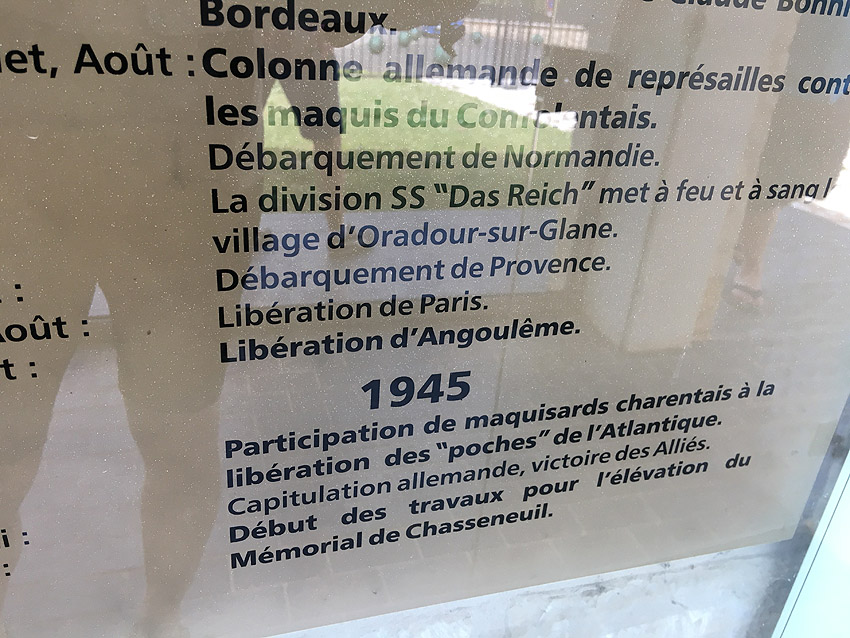 Bordeaux.
Août : Colonne allemande de représailles
les maquis du Confolentais.
Débarquement de Normandie.
La division SS “Das Reich” met à feu et à sang
village d’Oradour-sur-Glane.
Débarquement de Provence.
: Libération de Paris.
Août : Libération d’Angoulême.
:
1945
Participation de maquisards charentais à la
libération des “poches” de l’Atlantique.
Capitulation allemande, victoire des Alliés.
: Début des travaux pour l’élévation du
: Mémorial de Chasseneuil.